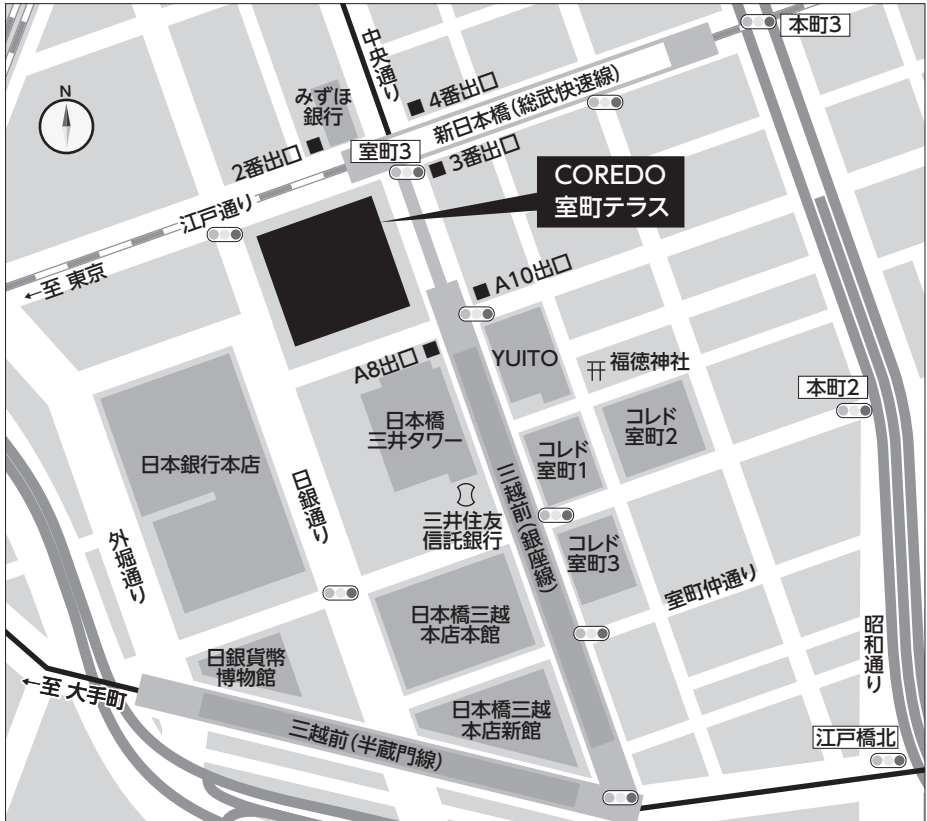 本町3
中央通り
N
みずほ
銀行
4番出口
新日本橋(総武快速線)
2番出口
室町3
3番出口
COREDO
室町テラス
江戸通り
←至 東京
A10出口
A8出口
YUITO
福徳神社
本町2
日本橋
三井タワー
コレド
室町2
コレド
室町1
日本銀行本店
日銀通り
三井住友
信託銀行
三越前(銀座線)
外堀通り
コレド
室町3
室町仲通り
日本橋三越
本店本館
昭和通り
日銀貨幣
博物館
←至 大手町
日本橋三越
本店新館
三越前(半蔵門線)
江戸橋北